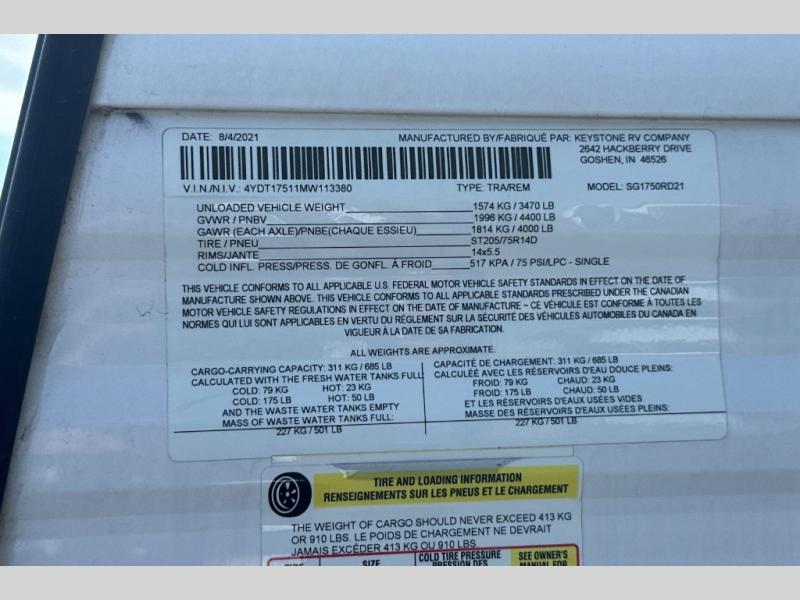 DATE: 8/4/2021
MANUFACTURED BY/FABRIQUÉ PAR: KEYSTONE RV COMPANY
2642 HACKBERRY DRIVE
GOSHEN, IN 46526
V.I.N./N.I.V.: 4YDT17511MW113380 TYPE: TRA/REM MODEL: SG1750RD21
UNLOADED VEHICLE WEIGHT 1574 KG / 3470 LB
GVWR / PNBV 1996 KG / 4400 LB
GAWR (EACH AXLE)/PNBE(CHAQUE ESSIEU) 1814 KG / 4000 LB
TIRE / PNEU ST205/75R14D
RIMS/JANTE 14x5.5
COLD INFL. PRESS/PRESS. DE GONFL. À FROID 517 KPA / 75 PSI/LPC - SINGLE
THIS VEHICLE CONFORMS TO ALL APPLICABLE U.S. FEDERAL MOTOR VEHICLE SAFETY STANDARDS IN EFFECT ON THE DATE OF
MANUFACTURE SHOWN ABOVE. THIS VEHICLE CONFORMS TO ALL APPLICABLE STANDARDS PRESCRIBED UNDER THE CANADIAN
MOTOR VEHICLE SAFETY REGULATIONS IN EFFECT ON THE DATE OF MANUFACTURE ~ CE VÉHICULE EST CONFORME À TOUTES LES
NORMES QUI LUI SONT APPLICABLES EN VERTU DU RÉGLEMENT SUR LA SÉCURITÉ DES VÉHICULES AUTOMOBILES DU CANADA EN
VIGUEUR À LA DATE DE SA FABRICATION.
ALL WEIGHTS ARE APPROXIMATE.
CARGO-CARRYING CAPACITY: 311 KG / 685 LB
CALCULATED WITH THE FRESH WATER TANKS FULL
COLD: 79 KG HOT: 23 KG
COLD: 175 LB HOT: 50 LB
AND THE WASTE WATER TANKS EMPTY
MASS OF WASTE WATER TANKS FULL:
227 KG / 501 LB
CAPACITÉ DE CHARGEMENT: 311 KG / 685 LB
CALCULÉE AVEC LES RÉSERVOIRS D'EAU DOUCE PLEINS:
FROID: 79 KG CHAUD: 23 KG
FROID: 175 LB CHAUD: 50 LB
ET LES RÉSERVOIRS D'EAUX USÉES VIDES
MASSE DES RÉSERVOIRS D'EAUX USÉES PLEINS:
227 KG / 501 LB
TIRE AND LOADING INFORMATION
RENSEIGNEMENTS SUR LES PNEUS ET LE CHARGEMENT
THE WEIGHT OF CARGO SHOULD NEVER EXCEED 413 KG
OR 910 LBS. LE POIDS DE CHARGEMENT NE DEVRAIT
JAMAIS EXCÉDER 413 KG OU 910 LBS.
SIZE
COLD TIRE PRESSURE
PRESSION DES
SEE OWNER'S
MANUAL FOR